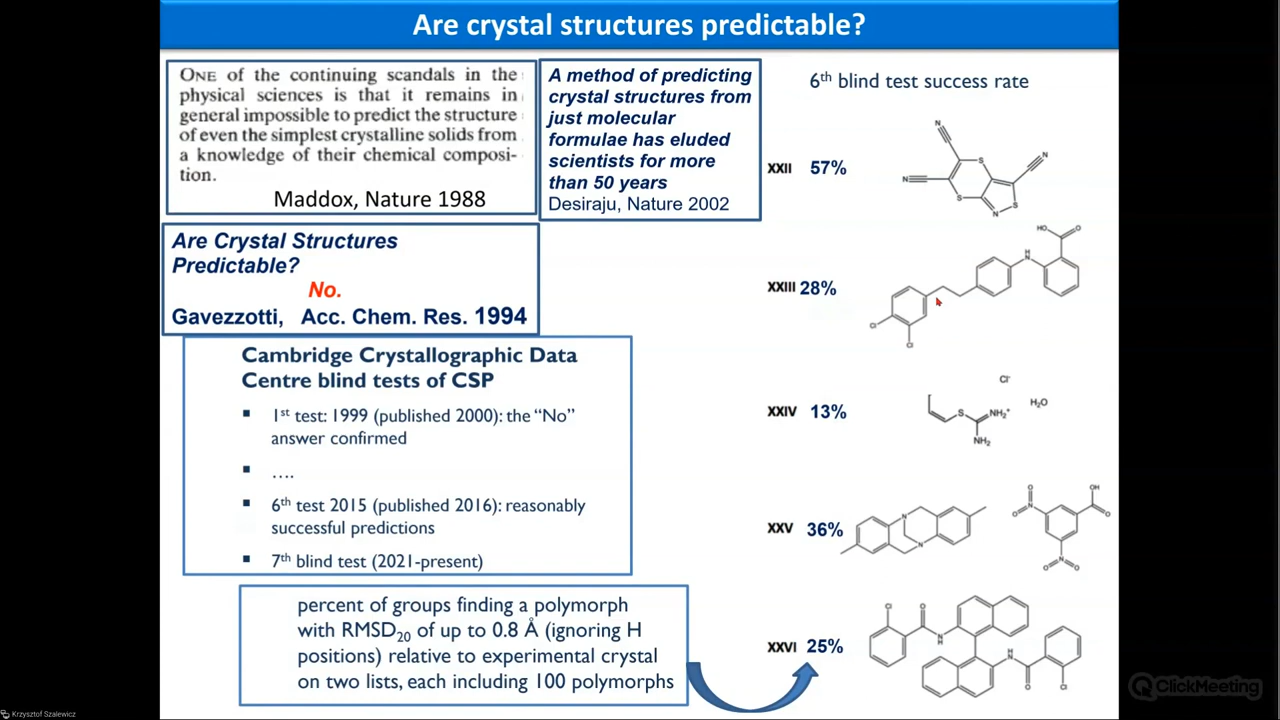 Are crystal structures predictable?
ONE of the continuing scandals in the
physical sciences is that it remains in
general impossible to predict the structure
of even the simplest crystalline solids from
a knowledge of their chemical composi-
tion.
Maddox, Nature 1988
A method of predicting
crystal structures from
just molecular
formulae has eluded
scientists for more
than 50 years
Desiraju, Nature 2002
Are Crystal Structures
Predictable?
No.
Gavezzotti, Acc. Chem. Res. 1994
Cambridge Crystallographic Data
Centre blind tests of CSP
▪ 1st test: 1999 (published 2000): the “No”
answer confirmed
▪ ....
▪ 6th test 2015 (published 2016): reasonably
successful predictions
▪ 7th blind test (2021-present)
percent of groups finding a polymorph
with RMSD20 of up to 0.8 Å (ignoring H
positions) relative to experimental crystal
on two lists, each including 100 polymorphs
6th blind test success rate
XXII 57%
N
N
S
N
S
N
S
XXIII 28%
HO
O
H
N
Cl
Cl
XXIV 13%
Cl-
H2O
S
NH2+
NH2
XXV 36%
N
N
O
OH
O
N
O
O
N
O
XXVI 25%
Cl
O
N
H
H
N
O
Cl
ClickMeeting
Krzysztof Szalewicz